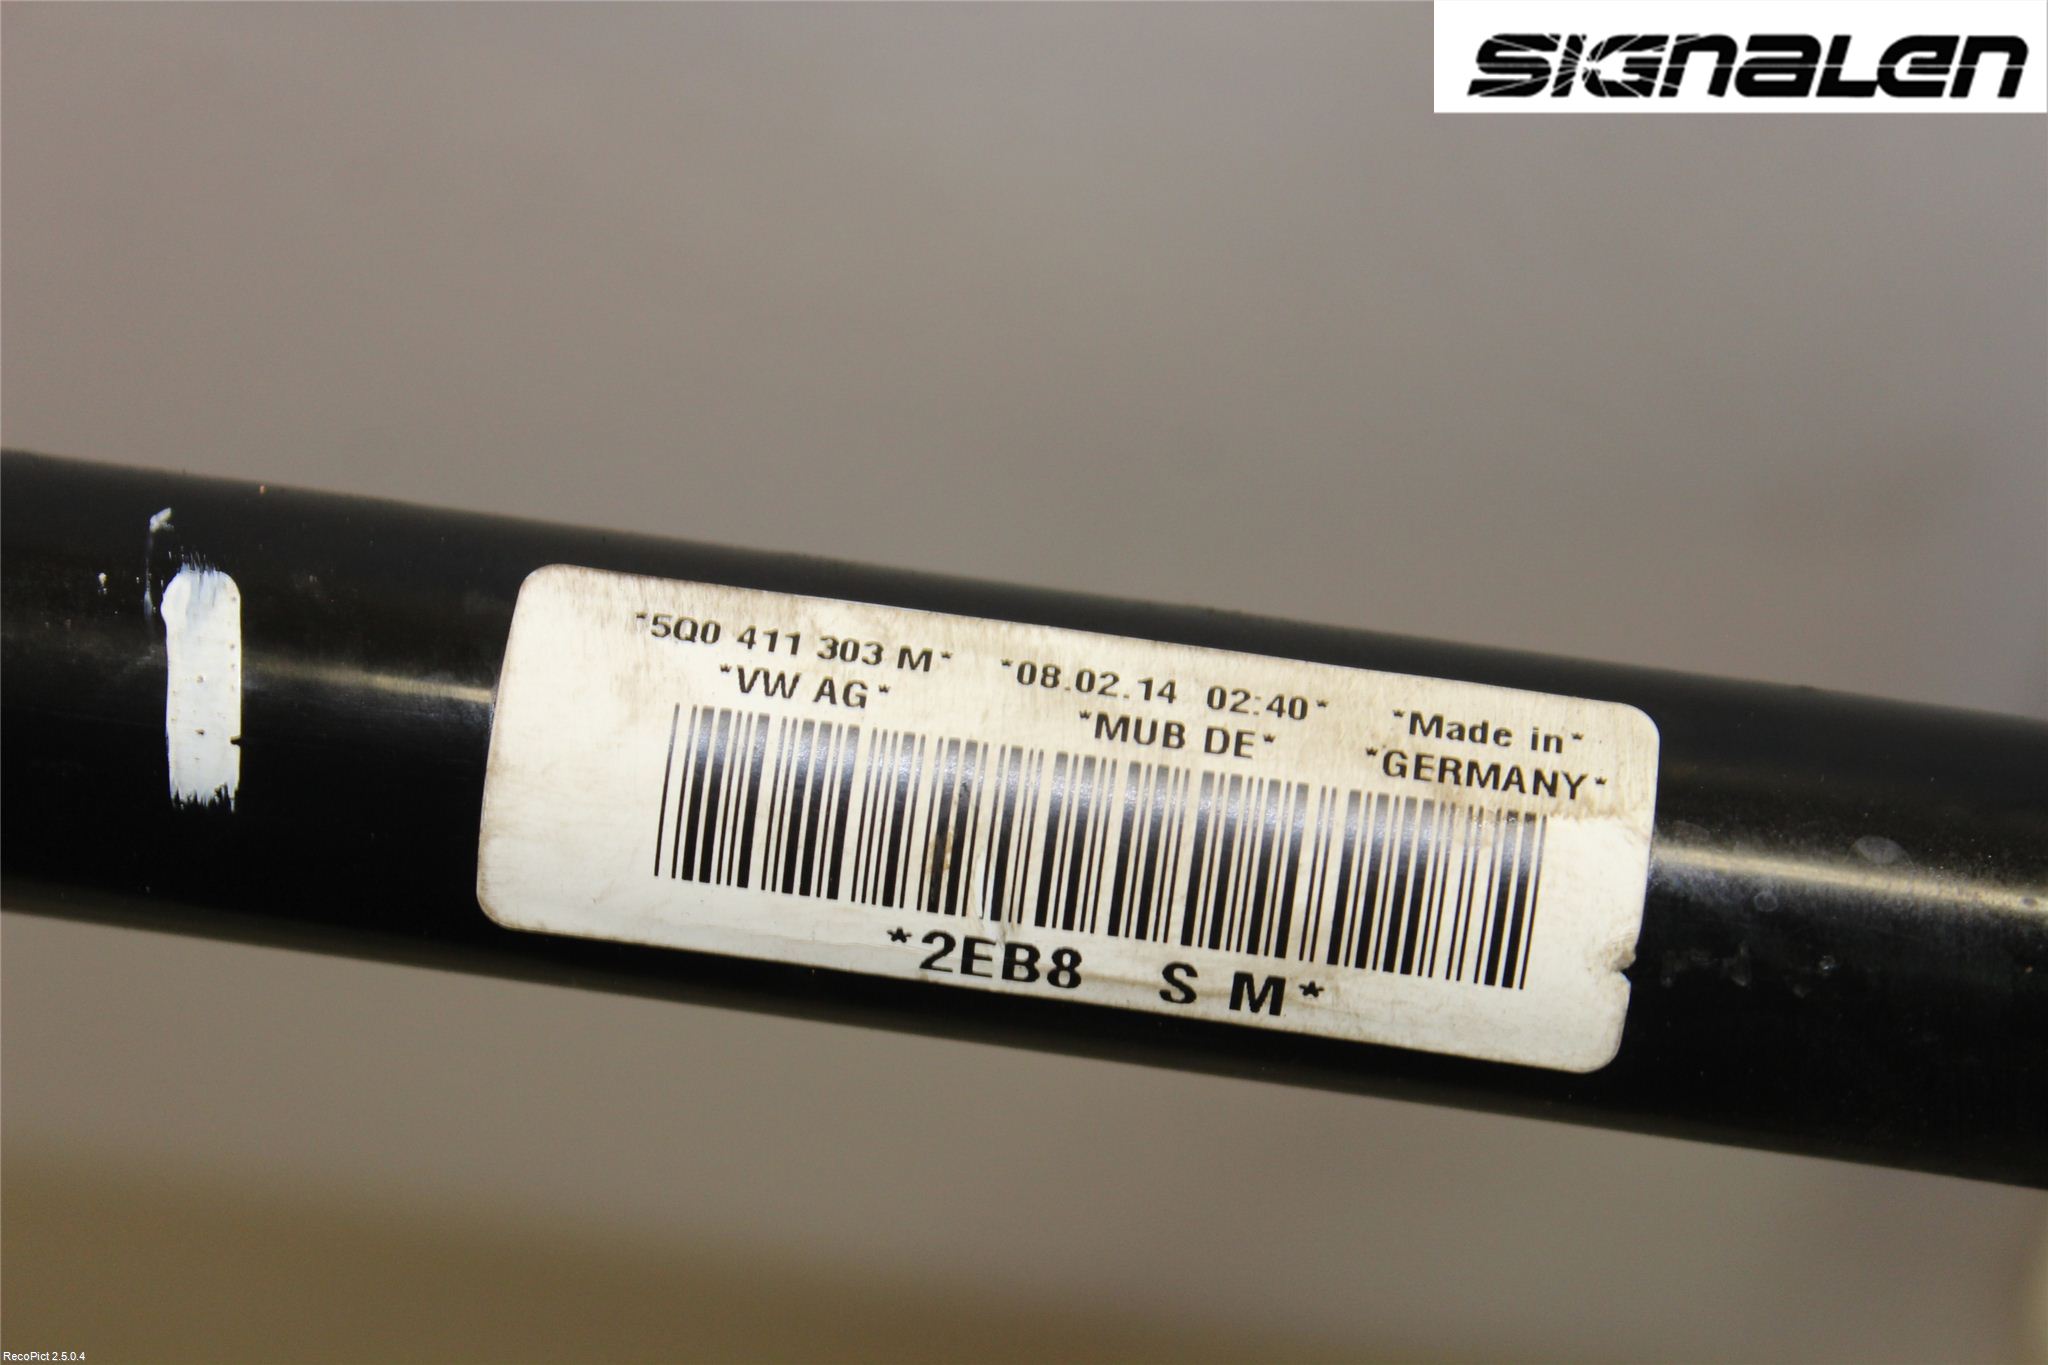 SIGNALEN
*5Q0 411 303 M* *08.02.14 02:40* *Made in*
*VW AG* *MUB DE* *GERMANY*
*2EB8 S M*
RecoPict 2.5.0.4